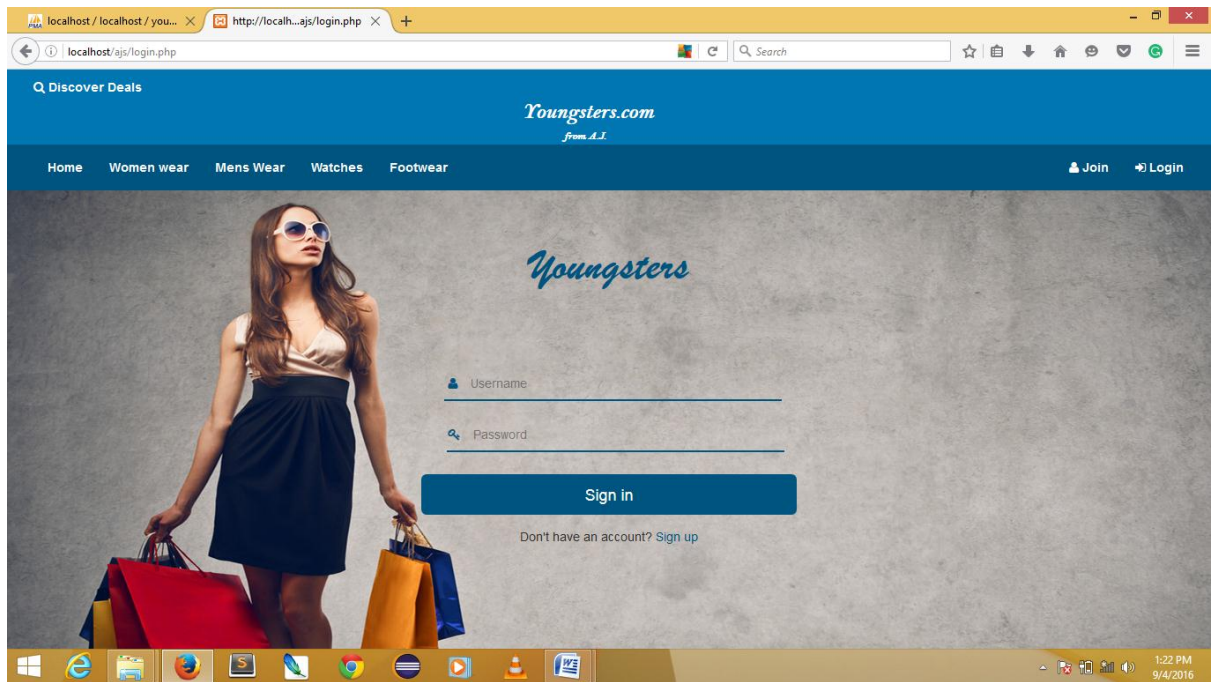 localhost / localhost / you...
http://localh...ajs/login.php
localhost/ajs/login.php
Search
Discover Deals
Youngsters.com
from A.J.
Home Women wear Mens Wear Watches Footwear Join Login
Youngsters
Username
Password
Sign in
Don't have an account? Sign up
1:22 PM
9/4/2016